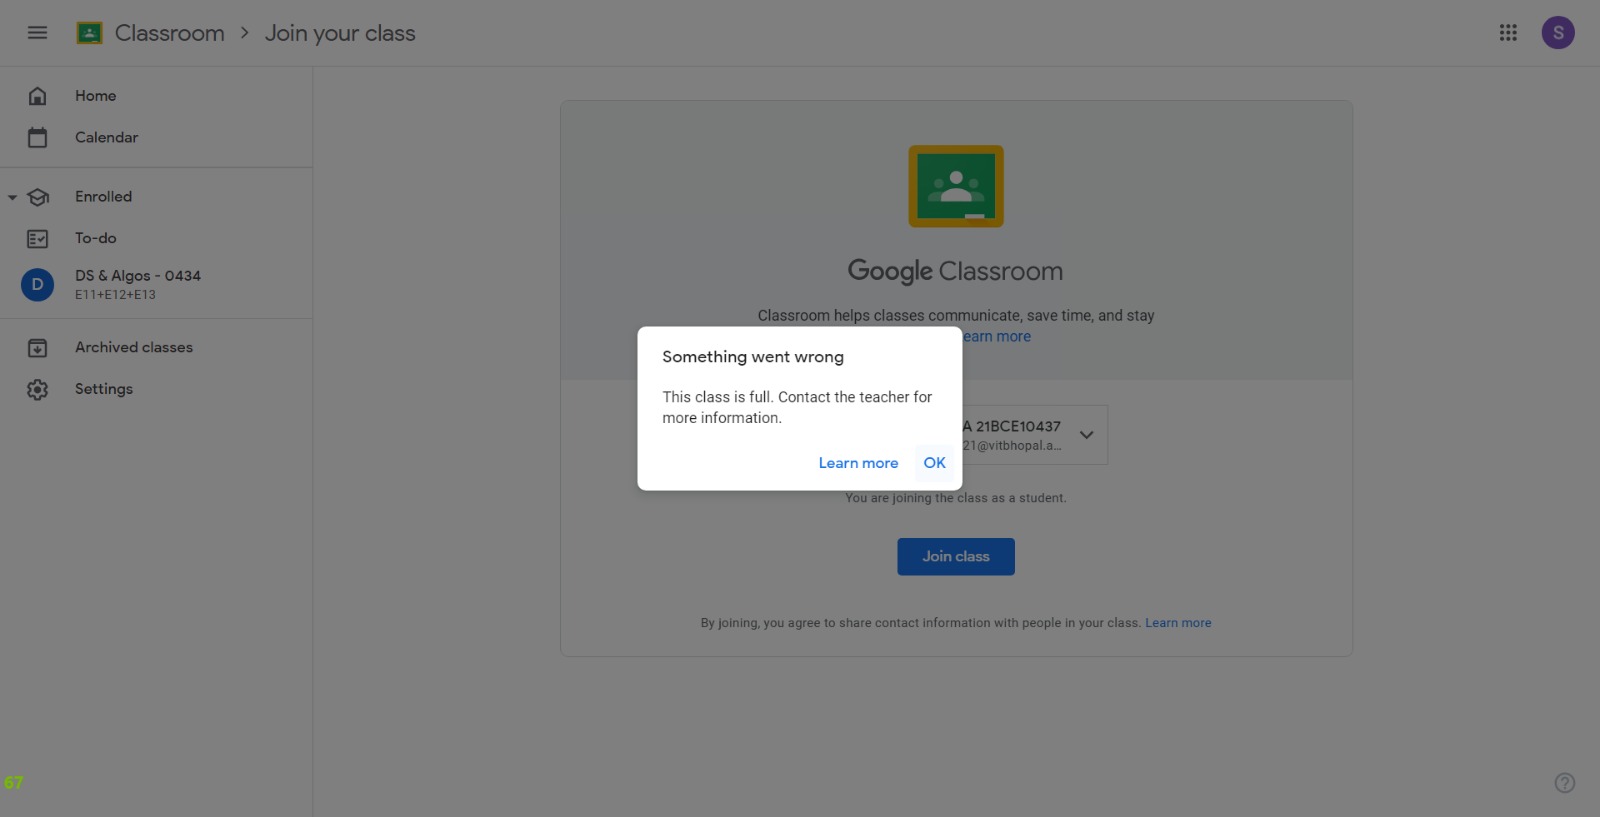 Classroom > Join your class
S
Home
Calendar
Enrolled
To-do
D
DS & Algos - 0434
E11+E12+E13
Archived classes
Settings
Google Classroom
Classroom helps classes communicate, save time, and stay
earn more
Something went wrong
This class is full. Contact the teacher for
more information.
Learn more
OK
A 21BCE10437
21@vitbhopal.a...
You are joining the class as a student.
Join class
By joining, you agree to share contact information with people in your class. Learn more
67